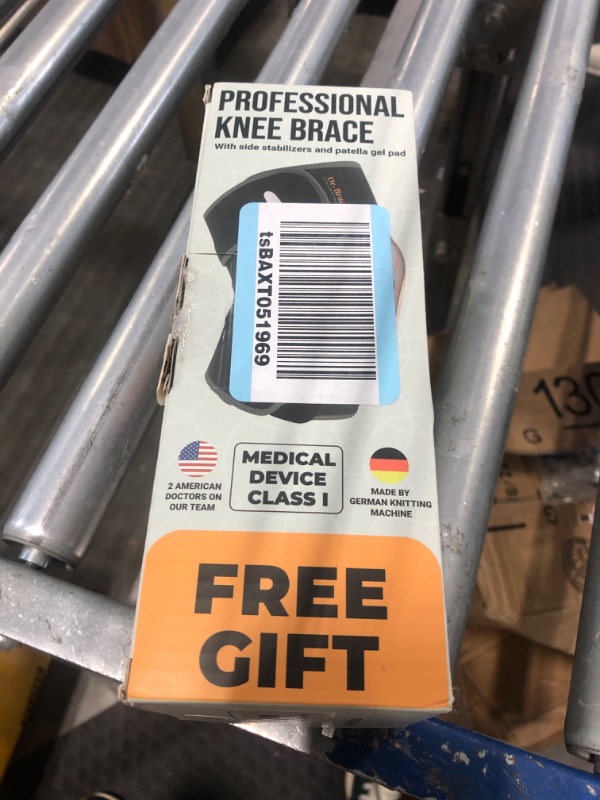 PROFESSIONAL
KNEE BRACE
With side stabilizers and patella gel pad
tsBAXT051969
2 AMERICAN
DOCTORS ON
OUR TEAM
MEDICAL
DEVICE
CLASS I
MADE BY
GERMAN KNITTING
MACHINE
FREE
GIFT
130
G